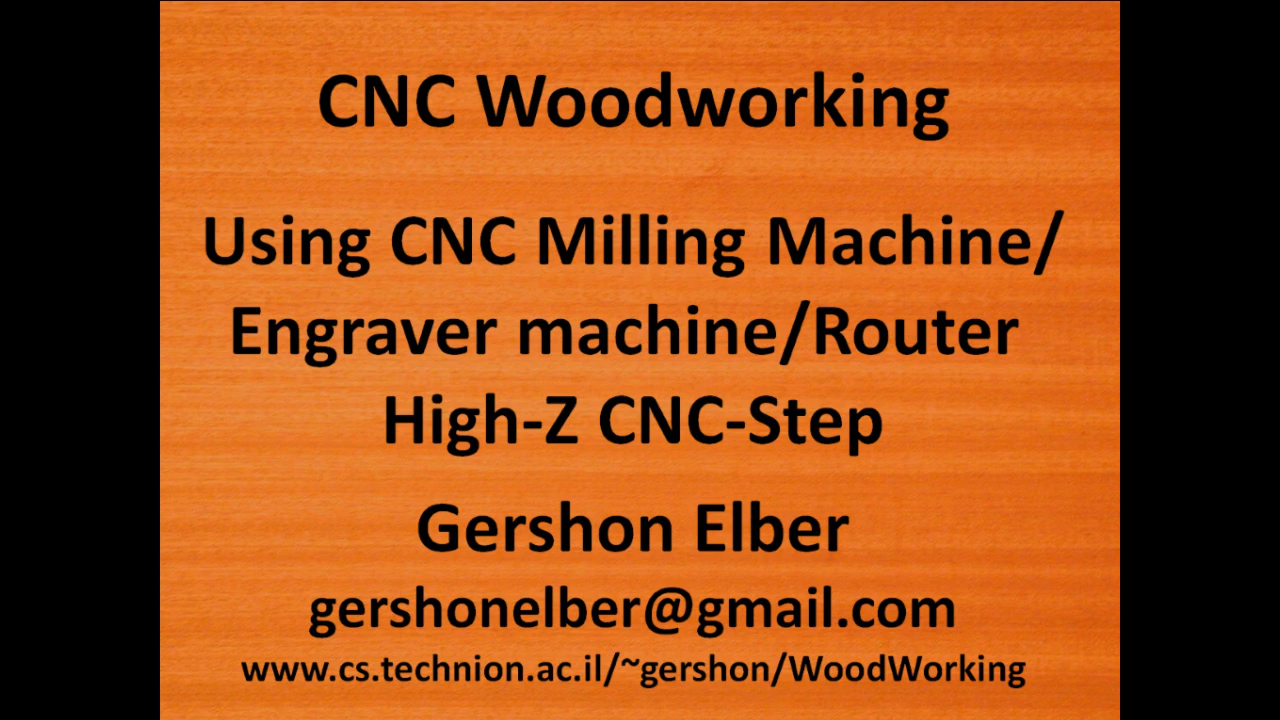 CNC Woodworking
Using CNC Milling Machine/
Engraver machine/Router
High-Z CNC-Step
Gershon Elber
gershonelber@gmail.com
www.cs.technion.ac.il/~gershon/WoodWorking